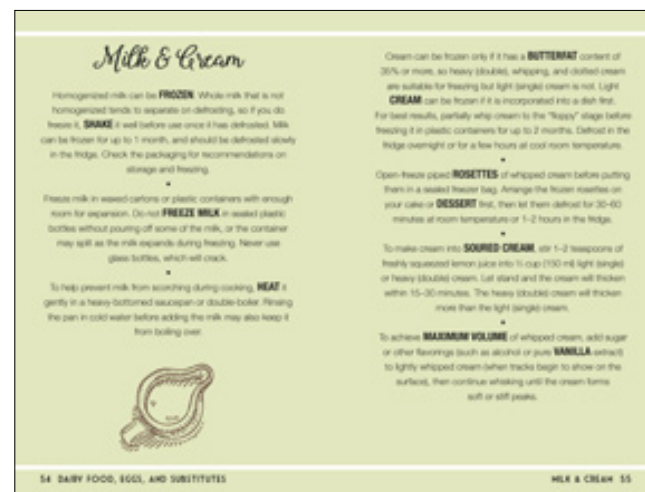 Milk & Cream
Homogenized milk can be FROZEN. Whole milk that is not
homogenized tends to separate on defrosting, so if you do
freeze it, SHAKE it well before use once it has defrosted. Milk
can be frozen for up to 1 month, and should be defrosted slowly
in the fridge. Check the packaging for recommendations on
storage and freezing.
•
Freeze milk in waxed cartons or plastic containers with enough
room for expansion. Do not FREEZE MILK in sealed plastic
bottles without pouring off some of the milk, or the container
may split as the milk expands during freezing. Never use
glass bottles, which will crack.
•
To help prevent milk from scorching during cooking, HEAT it
gently in a heavy-bottomed saucepan or double-boiler. Rinsing
the pan in cold water before adding the milk may also keep it
from boiling over.
54 DAIRY FOOD, EGGS, AND SUBSTITUTES
Cream can be frozen only if it has a BUTTERFAT content of
35% or more, so heavy (double), whipping, and clotted cream
are suitable for freezing but light (single) cream is not. Light
CREAM can be frozen if it is incorporated into a dish first.
For best results, partially whip cream to the "floppy" stage before
freezing it in plastic containers for up to 2 months. Defrost in the
fridge overnight or for a few hours at cool room temperature.
•
Open-freeze piped ROSETTES of whipped cream before putting
them in a sealed freezer bag. Arrange the frozen rosettes on
your cake or DESSERT first, then let them defrost for 30–60
minutes at room temperature or 1–2 hours in the fridge.
•
To make cream into SOURED CREAM, stir 1–2 teaspoons of
freshly squeezed lemon juice into cup (150 ml) light (single)
or heavy (double) cream. Let stand and the cream will thicken
within 15–30 minutes. The heavy (double) cream will thicken
more than the light (single) cream.
•
To achieve MAXIMUM VOLUME of whipped cream, add sugar
or other flavorings (such as alcohol or pure VANILLA extract)
to lightly whipped cream (when tracks begin to show on the
surface), then continue whisking until the cream forms
soft or stiff peaks.
MILK & CREAM 55